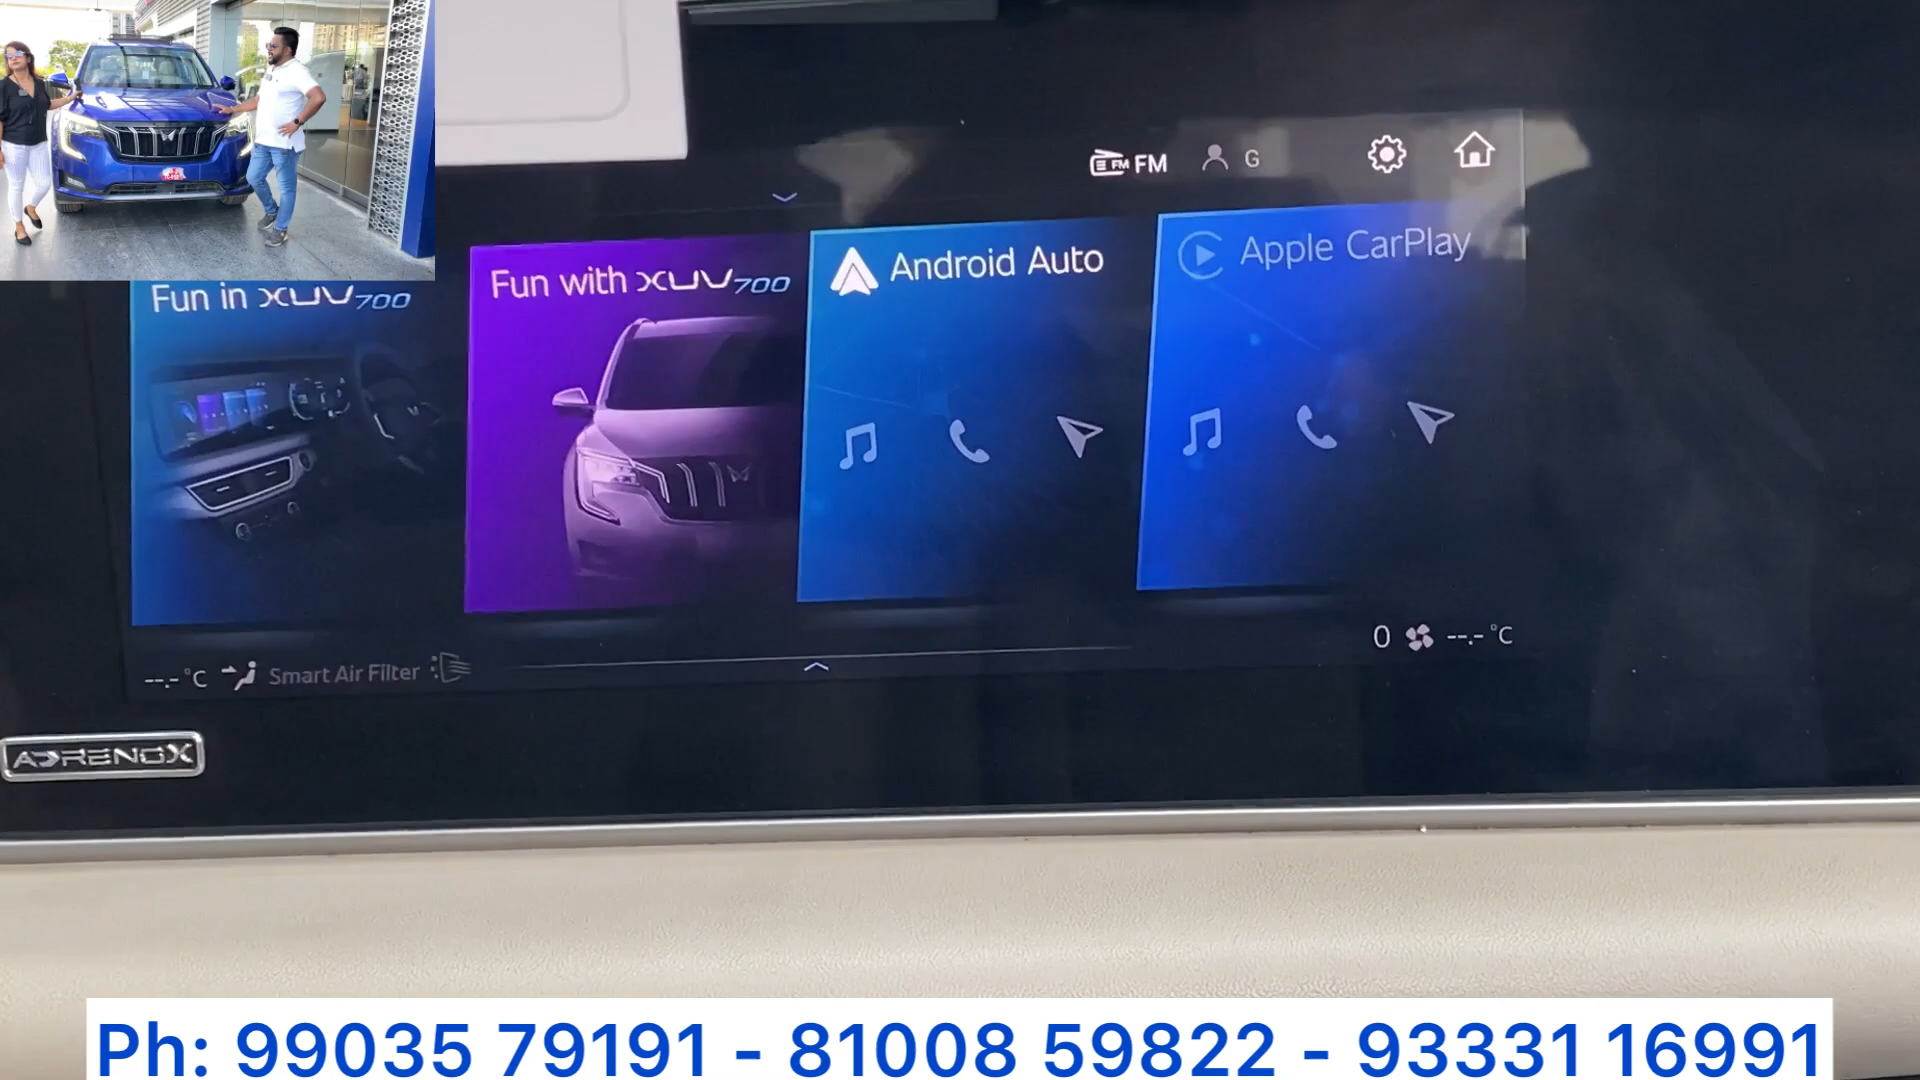 FM FM G
Fun in XUV700
Fun with XUV700
Android Auto
Apple CarPlay
--.-°C Smart Air Filter
0 --.-°C
ADRENOX
Ph: 99035 79191 - 81008 59822 - 93331 16991